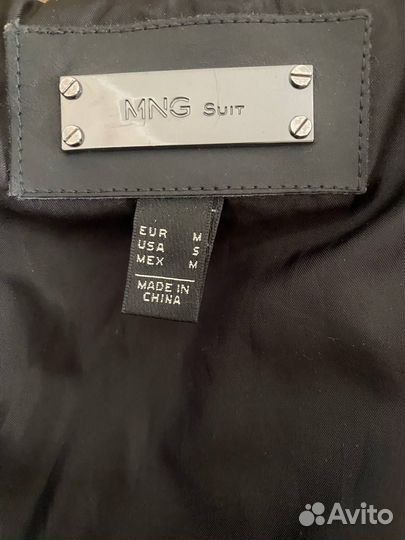 MNG SUIT
EUR M
USA S
MEX M
MADE IN
CHINA
Avito